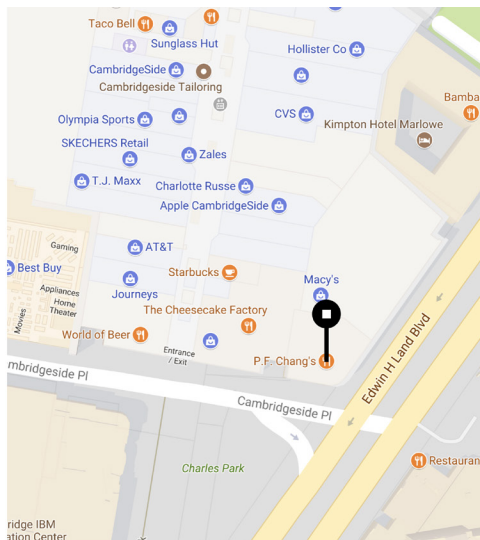 Taco Bell
Sunglass Hut
Hollister Co
CambridgeSide
Cambridgeside Tailoring
Bamba
Olympia Sports
CVS
Kimpton Hotel Marlowe
SKECHERS Retail
Zales
T.J. Maxx
Charlotte Russe
Apple CambridgeSide
Gaming
AT&T
Best Buy
Starbucks
Appliances
Home
Theater
Journeys
Macy's
Movies
The Cheesecake Factory
World of Beer
Entrance
/ Exit
P.F. Chang's
Edwin H Land Blvd
mbridgeside Pl
Cambridgeside Pl
Charles Park
Restauran
ridge IBM
ation Center